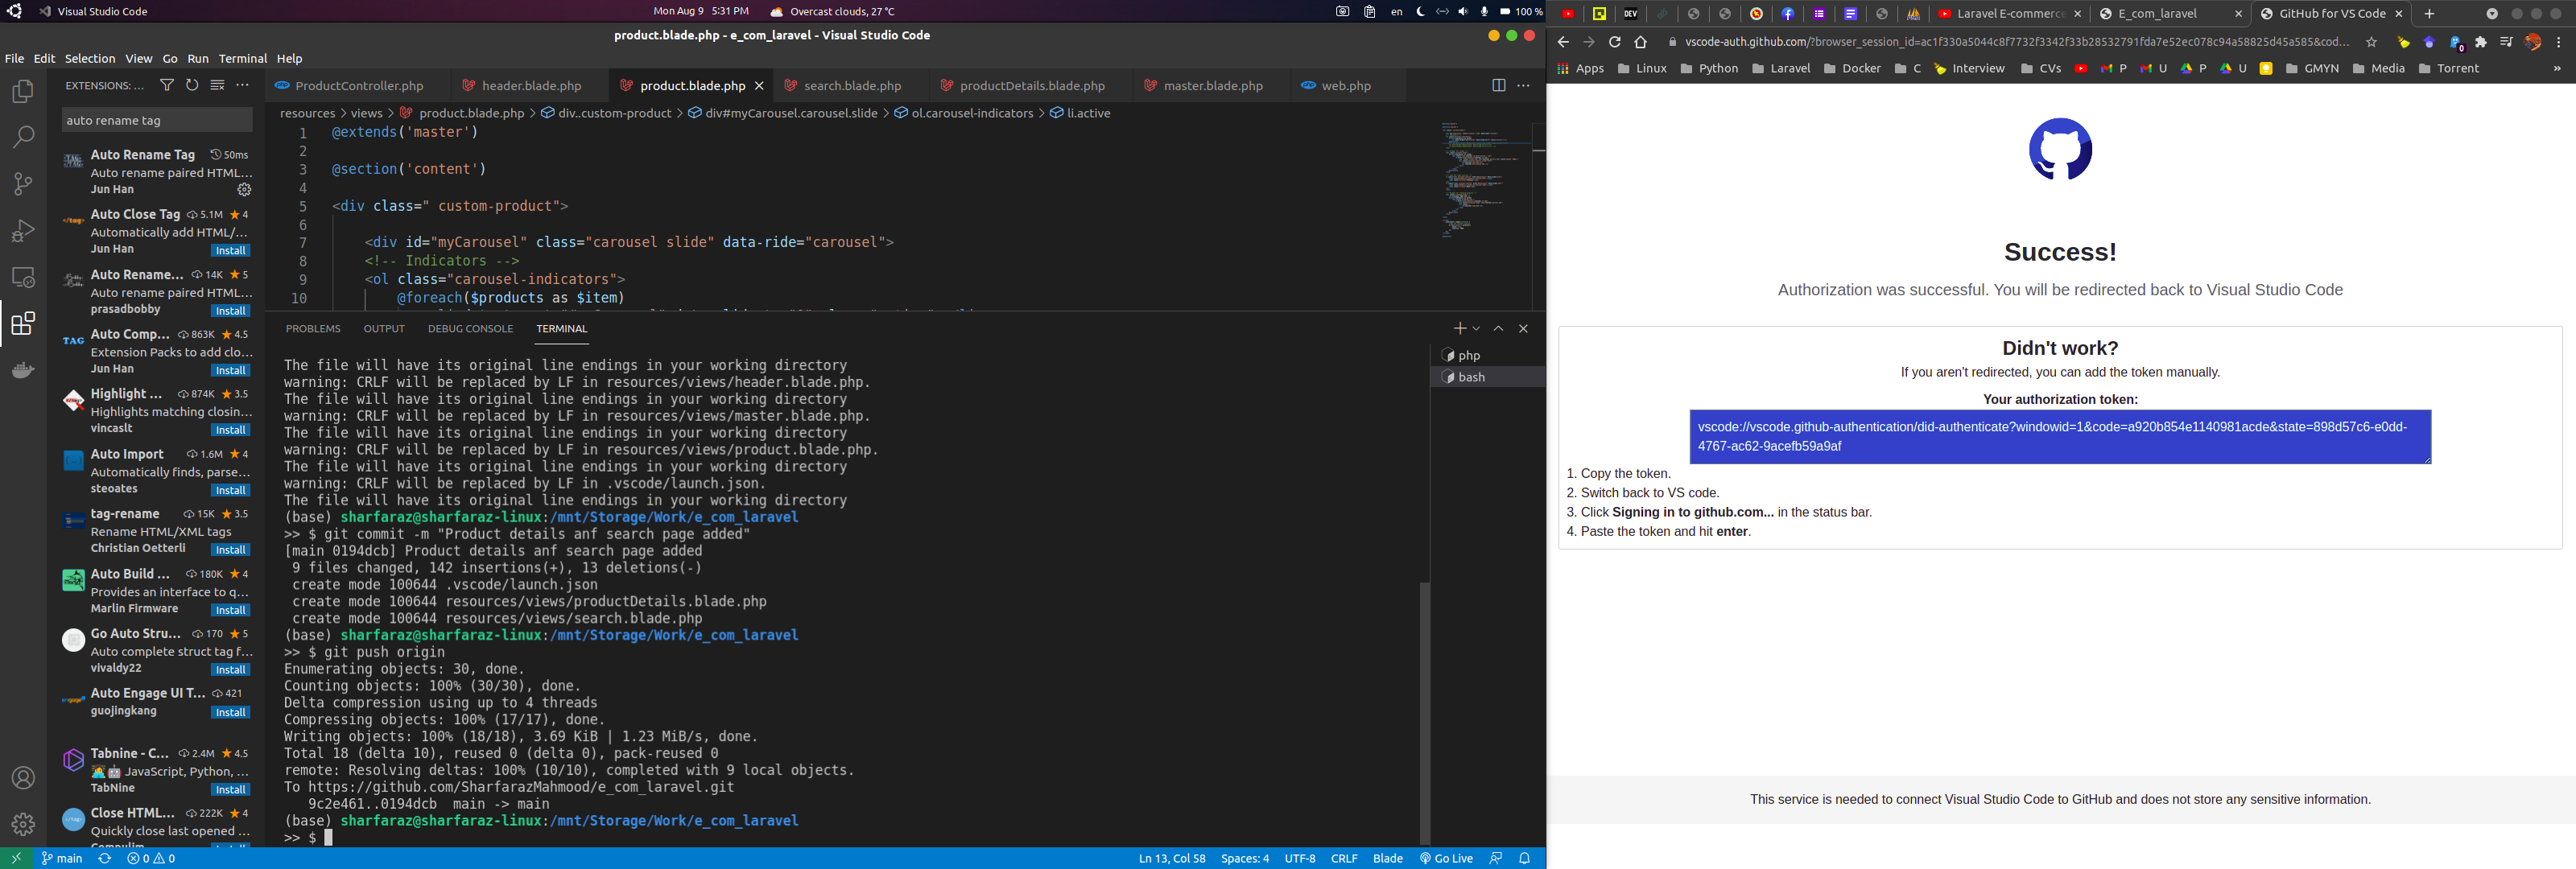 Visual Studio Code
Mon Aug 9 5:31 PM
Overcast clouds, 27 °C
en
100 %
product.blade.php - e_com_laravel - Visual Studio Code
File Edit Selection View Go Run Terminal Help
EXTENSIONS: ...
auto rename tag
Auto Rename Tag 50ms
Auto rename paired HTML...
Jun Han
Auto Close Tag 5.1M 4
Automatically add HTML/...
Jun Han Install
Auto Rename... 14K 5
Auto rename paired HTML...
prasadbobby Install
Auto Comp... 863K 4.5
Extension Packs to add clo...
Jun Han Install
Highlight ... 874K 3.5
Highlights matching closin...
vincaslt Install
Auto Import 1.6M 4
Automatically finds, parse...
steoates Install
tag-rename 15K 3.5
Rename HTML/XML tags
Christian Oetterli Install
Auto Build ... 180K 4
Provides an interface to q...
Marlin Firmware Install
Go Auto Stru... 170 5
Auto complete struct tag f...
vivaldy22 Install
Auto Engage UI T... 421
guojingkang Install
Tabnine - C... 2.4M 4.5
JavaScript, Python, ...
TabNine Install
Close HTML... 222K 4
Quickly close last opened ...
ProductController.php header.blade.php product.blade.php search.blade.php productDetails.blade.php master.blade.php web.php
resources > views > product.blade.php > div..custom-product > div#myCarousel.carousel.slide > ol.carousel-indicators > li.active
1 @extends('master')
2
3 @section('content')
4
5 <div class=" custom-product">
6
7 <div id="myCarousel" class="carousel slide" data-ride="carousel">
8 <!-- Indicators -->
9 <ol class="carousel-indicators">
10 @foreach($products as $item)
PROBLEMS OUTPUT DEBUG CONSOLE TERMINAL
php
bash
The file will have its original line endings in your working directory
warning: CRLF will be replaced by LF in resources/views/header.blade.php.
The file will have its original line endings in your working directory
warning: CRLF will be replaced by LF in resources/views/master.blade.php.
The file will have its original line endings in your working directory
warning: CRLF will be replaced by LF in resources/views/product.blade.php.
The file will have its original line endings in your working directory
warning: CRLF will be replaced by LF in .vscode/launch.json.
The file will have its original line endings in your working directory
(base) sharfaraz@sharfaraz-linux:/mnt/Storage/Work/e_com_laravel
>> $ git commit -m "Product details anf search page added"
[main 0194dcb] Product details anf search page added
9 files changed, 142 insertions(+), 13 deletions(-)
create mode 100644 .vscode/launch.json
create mode 100644 resources/views/productDetails.blade.php
create mode 100644 resources/views/search.blade.php
(base) sharfaraz@sharfaraz-linux:/mnt/Storage/Work/e_com_laravel
>> $ git push origin
Enumerating objects: 30, done.
Counting objects: 100% (30/30), done.
Delta compression using up to 4 threads
Compressing objects: 100% (17/17), done.
Writing objects: 100% (18/18), 3.69 KiB | 1.23 MiB/s, done.
Total 18 (delta 10), reused 0 (delta 0), pack-reused 0
remote: Resolving deltas: 100% (10/10), completed with 9 local objects.
To https://github.com/SharfarazMahmood/e_com_laravel.git
9c2e461..0194dcb main -> main
(base) sharfaraz@sharfaraz-linux:/mnt/Storage/Work/e_com_laravel
>> $
main 0 0
Ln 13, Col 58 Spaces: 4 UTF-8 CRLF Blade Go Live
DEV Laravel E-commerce E_com_laravel GitHub for VS Code
vscode-auth.github.com/?browser_session_id=ac1f330a5044c8f7732f3342f33b28532791fda7e52ec078c94a58825d45a585&cod...
0
Apps Linux Python Laravel Docker C Interview CVs P U P U GMYN Media Torrent »
Success!
Authorization was successful. You will be redirected back to Visual Studio Code
Didn't work?
If you aren't redirected, you can add the token manually.
Your authorization token:
vscode://vscode.github-authentication/did-authenticate?windowid=1&code=a920b854e1140981acde&state=898d57c6-e0dd-
4767-ac62-9acefb59a9af
1. Copy the token.
2. Switch back to VS code.
3. Click Signing in to github.com... in the status bar.
4. Paste the token and hit enter.
This service is needed to connect Visual Studio Code to GitHub and does not store any sensitive information.